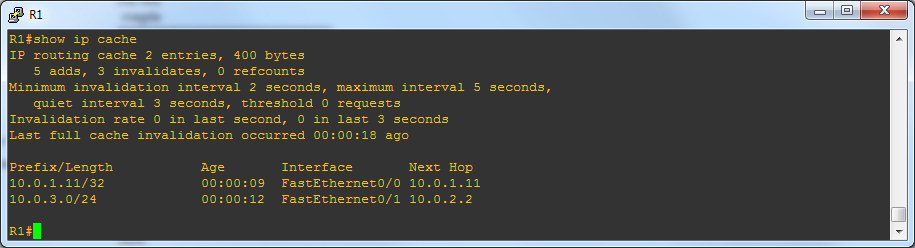 R1
R1#show ip cache
IP routing cache 2 entries, 400 bytes
   5 adds, 3 invalidates, 0 refcounts
Minimum invalidation interval 2 seconds, maximum interval 5 seconds,
   quiet interval 3 seconds, threshold 0 requests
Invalidation rate 0 in last second, 0 in last 3 seconds
Last full cache invalidation occurred 00:00:18 ago
Prefix/Length           Age       Interface       Next Hop
10.0.1.11/32            00:00:09  FastEthernet0/0 10.0.1.11
10.0.3.0/24             00:00:12  FastEthernet0/1 10.0.2.2
R1#